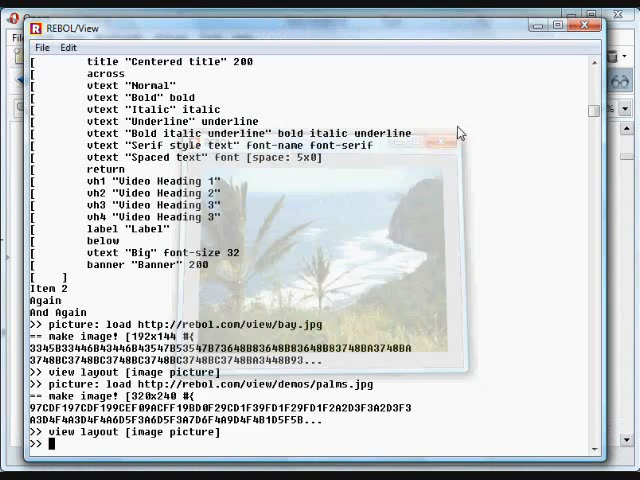 REBOL/View
File Edit
[ title "Centered title" 200
[ across
[ vtext "Normal"
[ vtext "Bold" bold
[ vtext "Italic" italic
[ vtext "Underline" underline
[ vtext "Bold italic underline" bold italic underline
[ vtext "Serif style text" font-name font-serif
[ vtext "Spaced text" font [space: 5x0]
[ return
[ vh1 "Video Heading 1"
[ vh2 "Video Heading 2"
[ vh3 "Video Heading 3"
[ vh4 "Video Heading 3"
[ label "Label"
[ below
[ vtext "Big" font-size 32
[ banner "Banner" 200
[ ]
Item 2
Again
And Again
>> picture: load http://rebol.com/view/bay.jpg
== make image! [192x144 #{
3345B33446B43446B43547B53547B73648B83648B83648B83748BA3748BA
3748BC3748BC3748BC3748BC3748BC3748BA3448B93...
>> view layout [image picture]
>> picture: load http://rebol.com/view/demos/palms.jpg
== make image! [320x240 #{
97CDF197CDF199CEF09ACFF19BD0F29CD1F39FD1F29FD1F2A2D3F3A2D3F3
A3D4F4A3D4F4A6D5F3A6D5F3A7D6F4A9D4F4B1D5F5B...
>> view layout [image picture]
>>